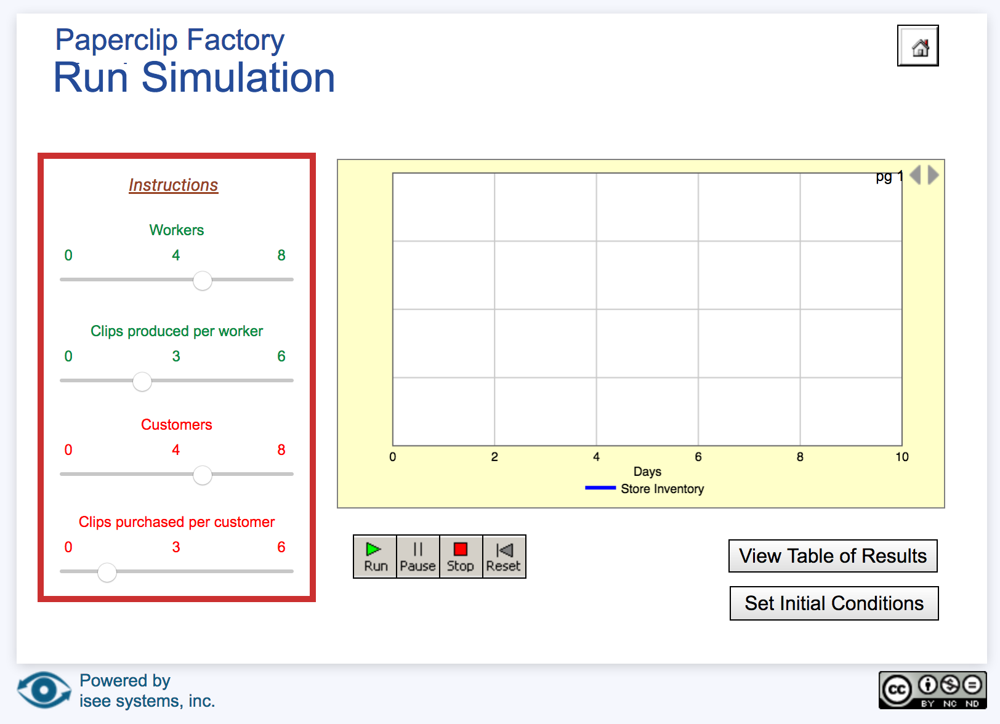 Paperclip Factory
Run Simulation
Instructions
Workers
0 4 8
Clips produced per worker
0 3 6
Customers
0 4 8
Clips purchased per customer
0 3 6
pg 1
0 2 4 6 8 10
Days
Store Inventory
Run Pause Stop Reset
View Table of Results
Set Initial Conditions
Powered by
isee systems, inc.
cc
BY NC ND